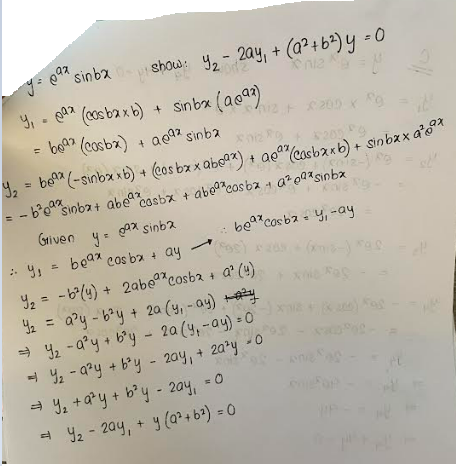 y = e^{ax} sinbx    show: y₂ - 2ay₁ + (a²+b²) y = 0
y₁ = e^{ax} (cosbx×b) + sinbx (ae^{ax})
= be^{ax} (cosbx) + ae^{ax} sinbx
y₂ = be^{ax} (-sinbx×b) + (cosbx×abe^{ax}) + ae^{ax} (cosbx×b) + sinbx × a²e^{ax}
= -b²e^{ax} sinbx + abe^{ax} cosbx + abe^{ax} cosbx + a² e^{ax} sinbx
Given y = e^{ax} sinbx
∴ y₁ = be^{ax} cosbx + ay → ∴ be^{ax} cosbx = y₁ - ay
y₂ = -b²(y) + 2abe^{ax} cosbx + a² (y)
y₂ = a²y - b²y + 2a (y₁ - ay)
⇒ y₂ - a²y + b²y - 2a (y₁ - ay) = 0
⇒ y₂ - a²y + b²y - 2ay₁ + 2a²y = 0
⇒ y₂ + a²y + b²y - 2ay₁ = 0
⇒ y₂ - 2ay₁ + y (a² + b²) = 0